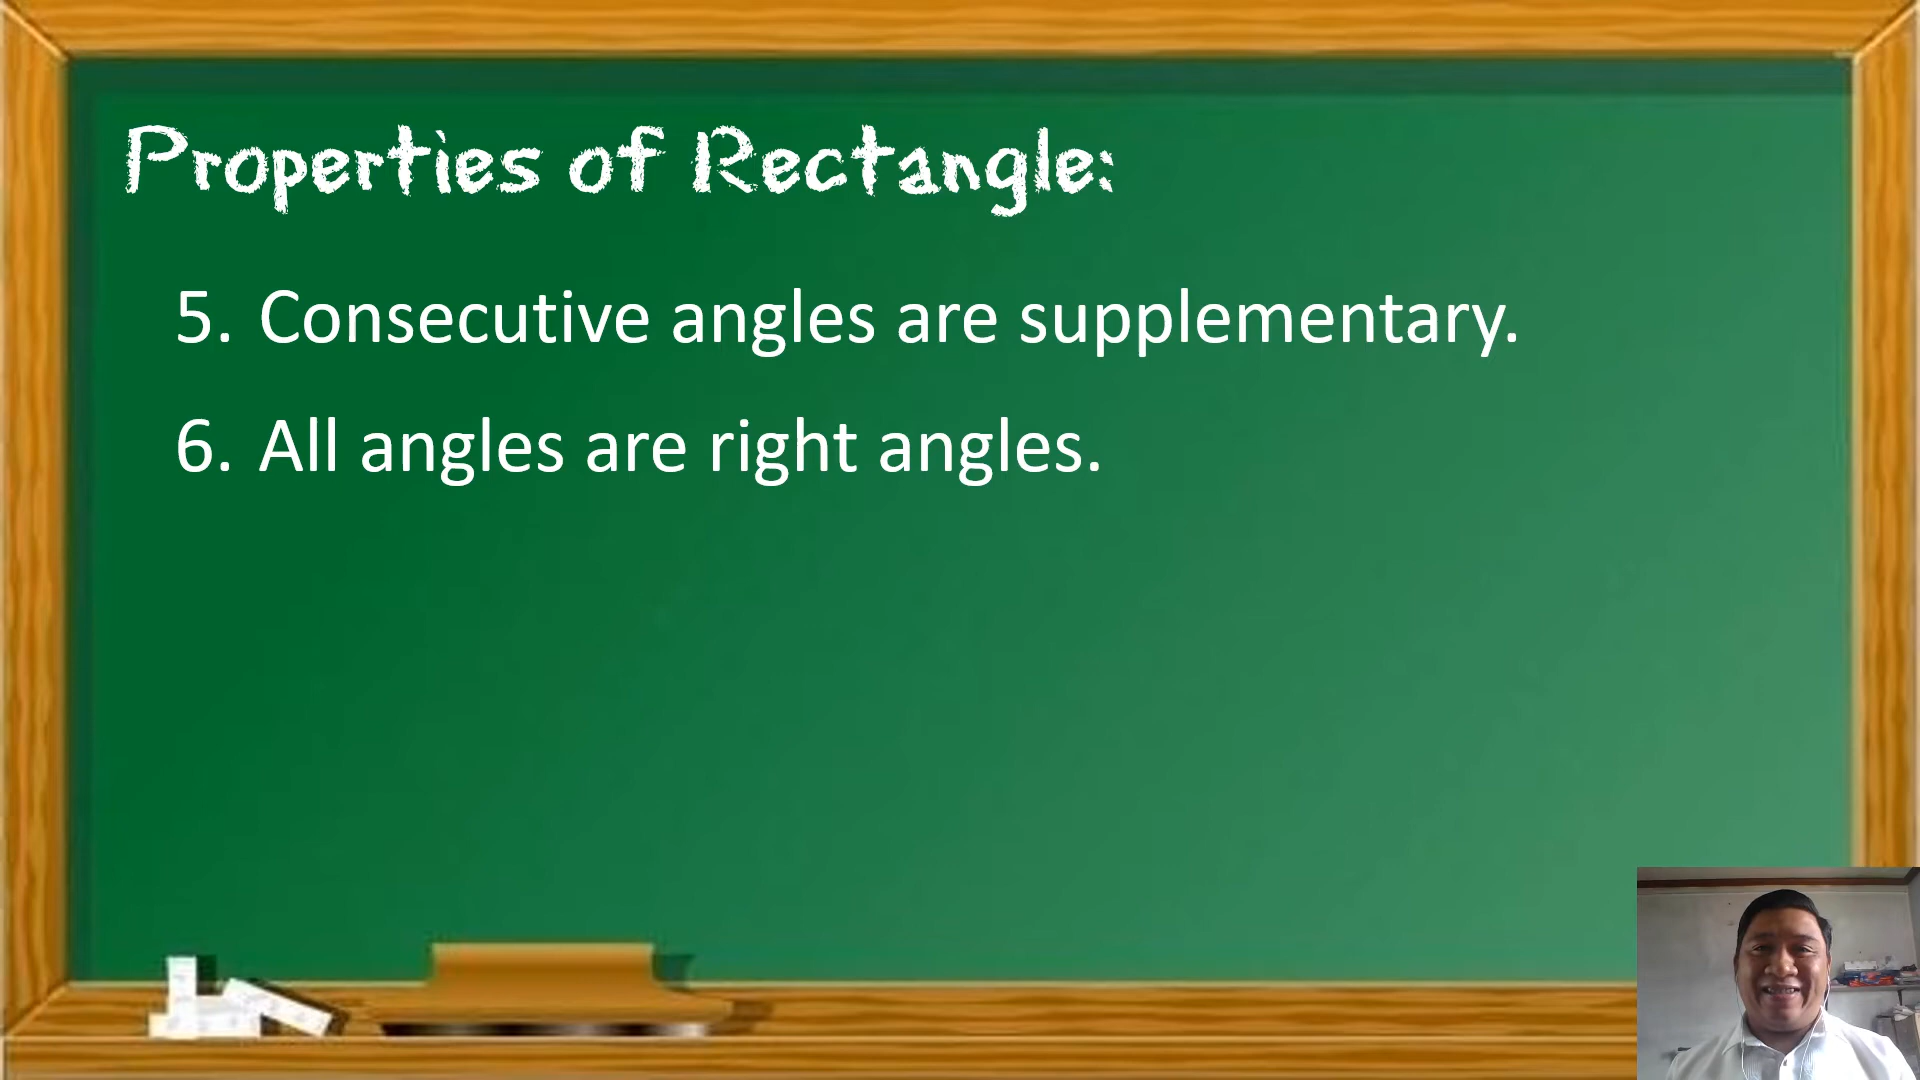 Properties of Rectangle:
5. Consecutive angles are supplementary.
6. All angles are right angles.